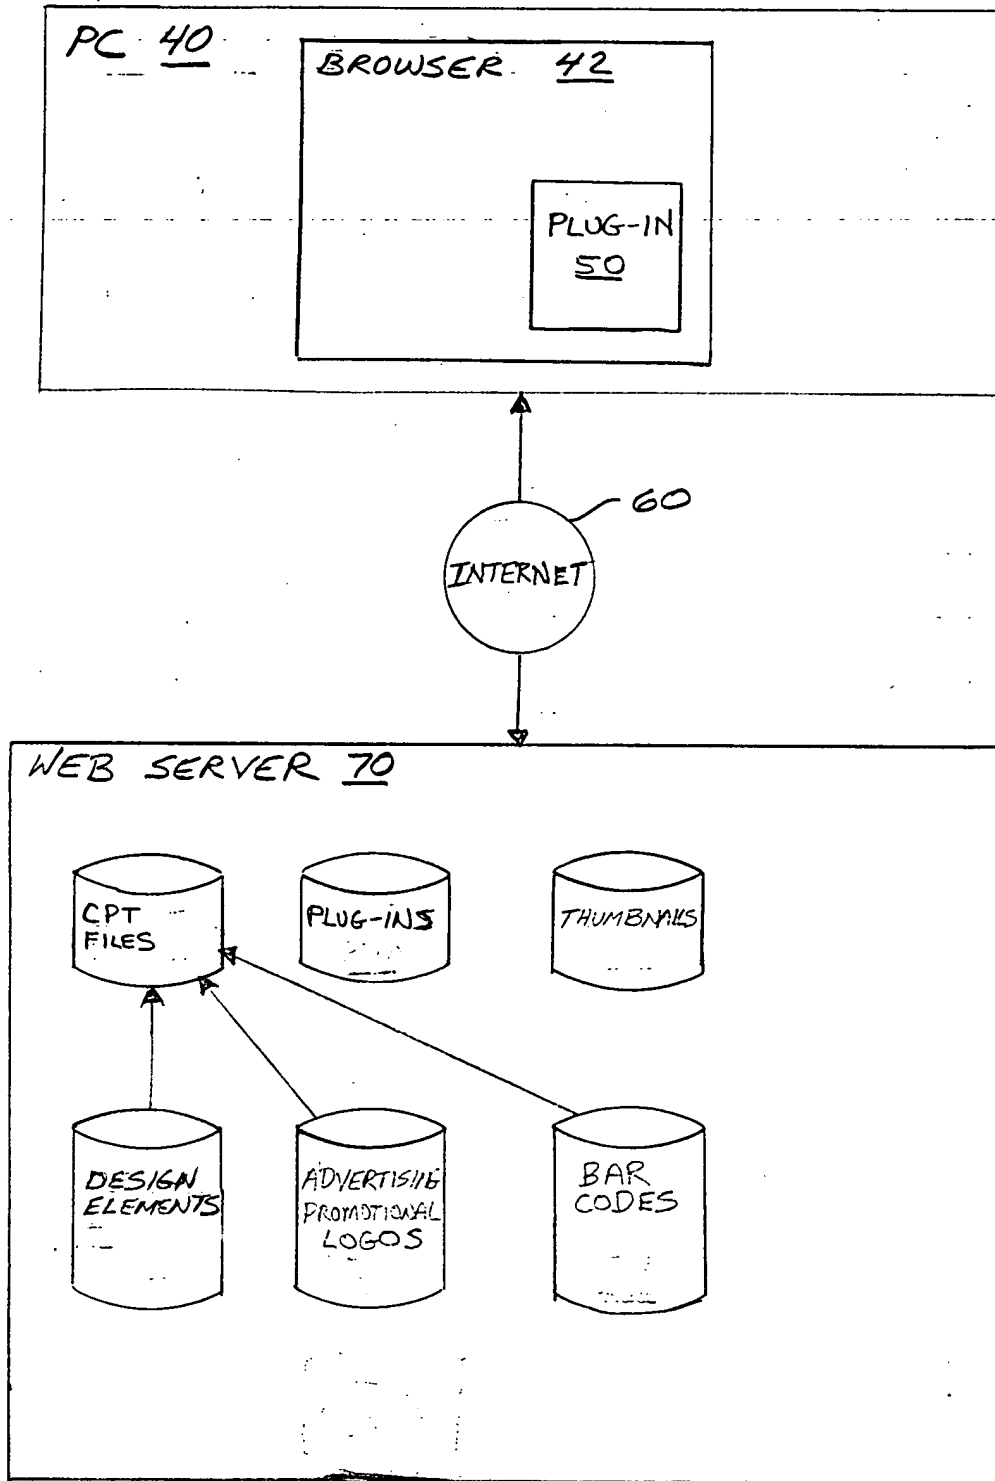 PC 40
BROWSER 42
PLUG-IN
50
60
INTERNET
WEB SERVER 70
CPT
FILES
PLUG-INS
THUMBNAILS
DESIGN
ELEMENTS
ADVERTISING
PROMOTIONAL
LOGOS
BAR
CODES